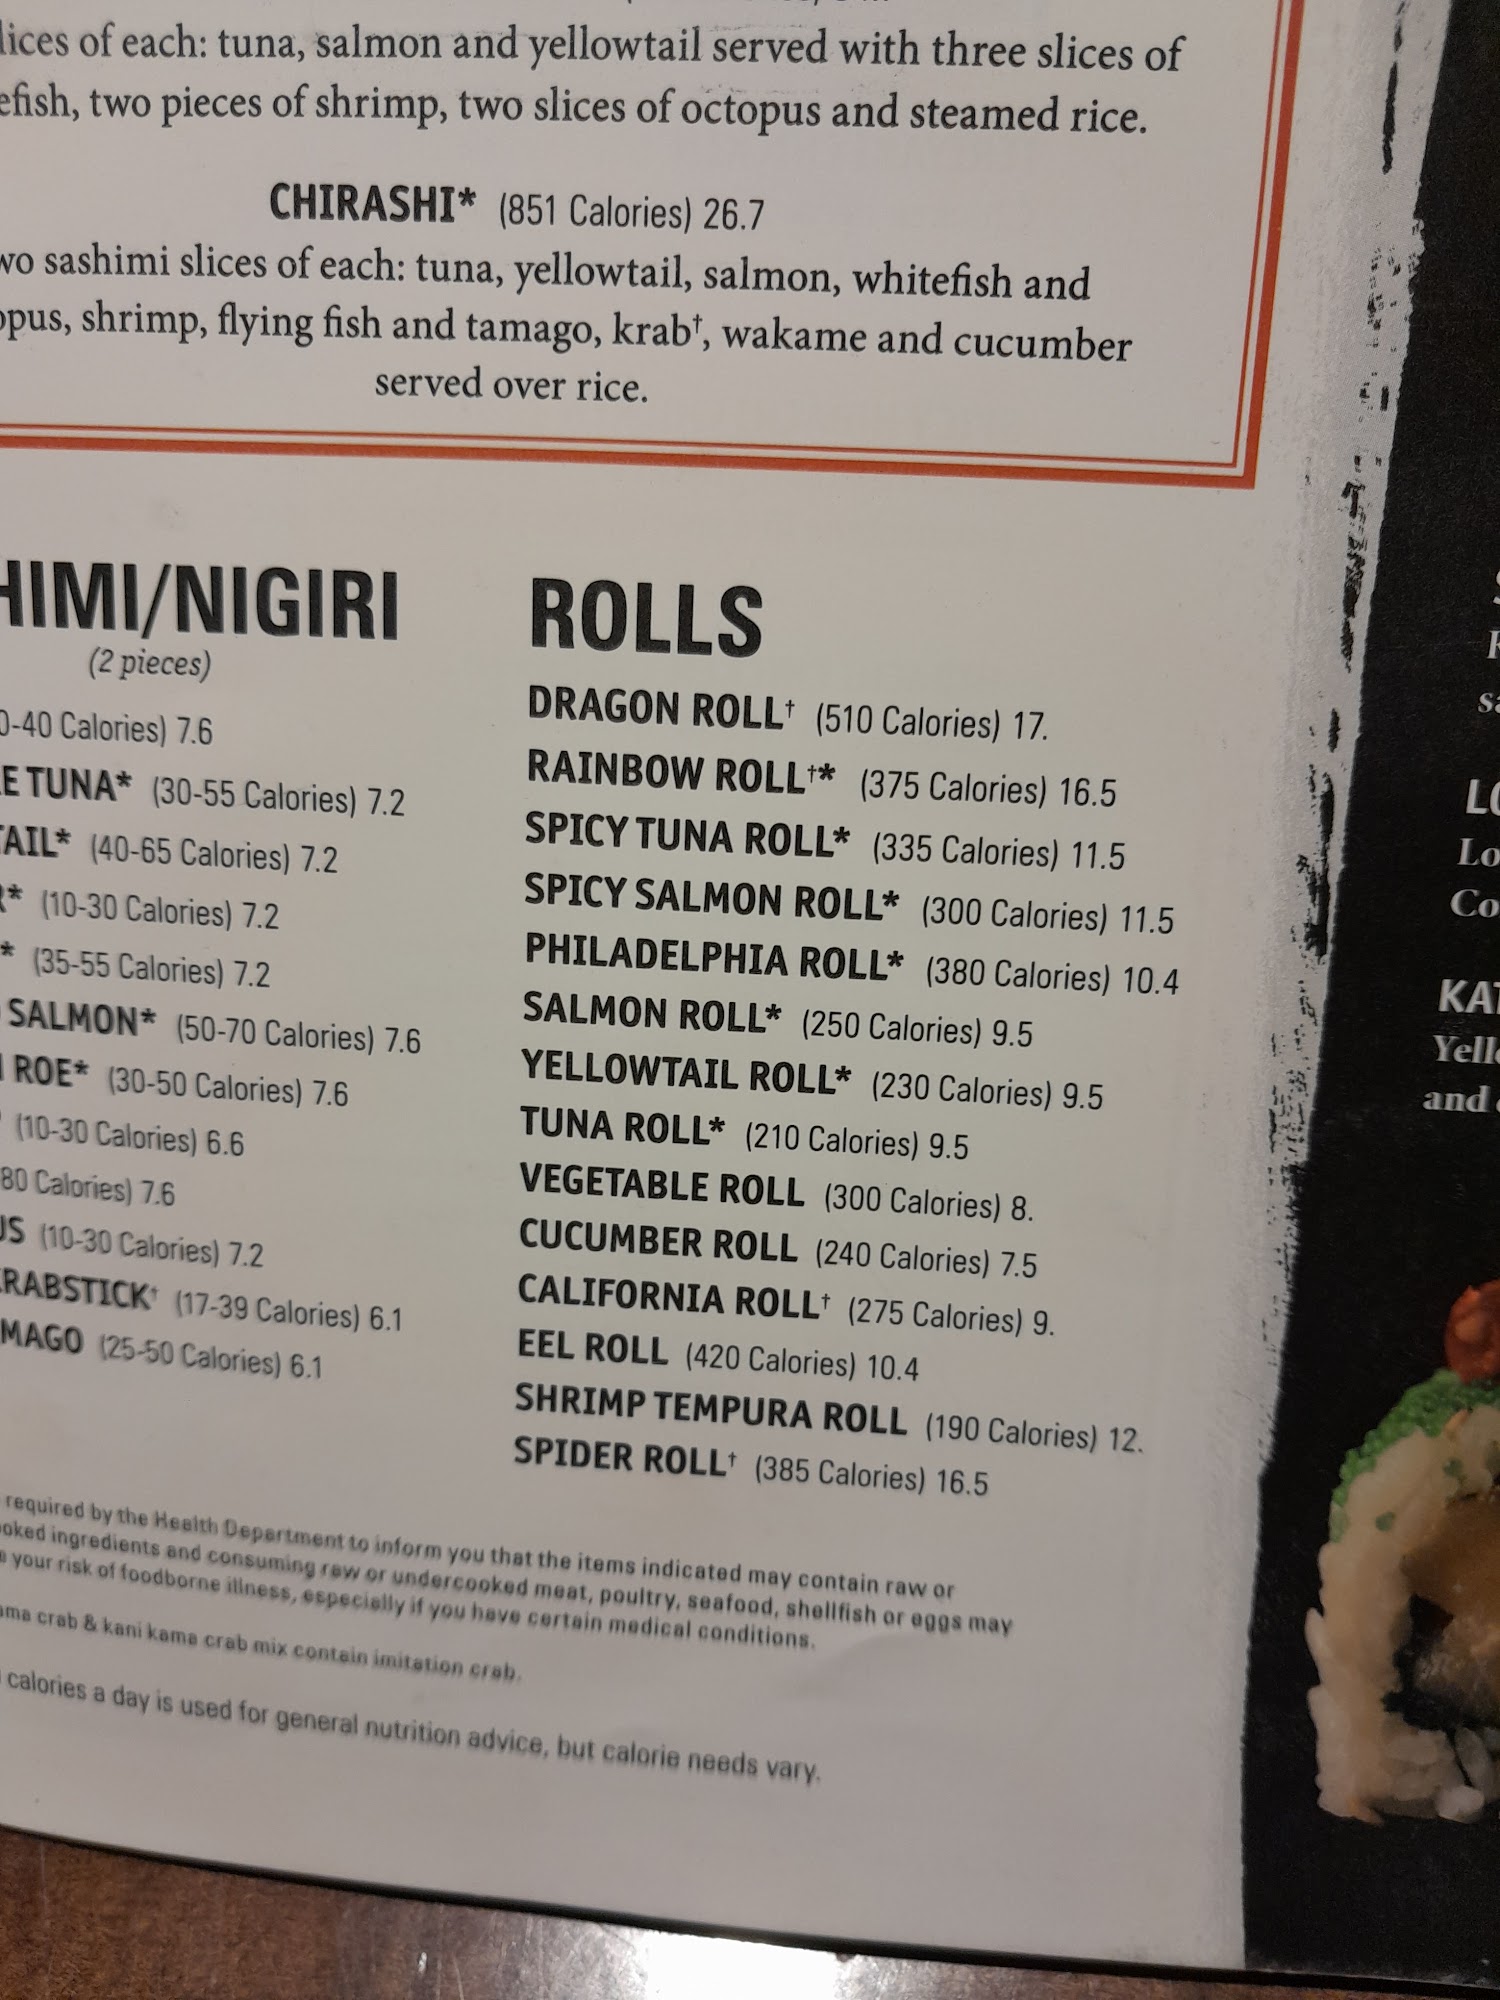 lices of each: tuna, salmon and yellowtail served with three slices of
efish, two pieces of shrimp, two slices of octopus and steamed rice.
CHIRASHI* (851 Calories) 26.7
wo sashimi slices of each: tuna, yellowtail, salmon, whitefish and
opus, shrimp, flying fish and tamago, krab†, wakame and cucumber
served over rice.
HIMI/NIGIRI
(2 pieces)
0-40 Calories) 7.6
E TUNA* (30-55 Calories) 7.2
TAIL* (40-65 Calories) 7.2
R* (10-30 Calories) 7.2
* (35-55 Calories) 7.2
SALMON* (50-70 Calories) 7.6
ROE* (30-50 Calories) 7.6
(10-30 Calories) 6.6
80 Calories) 7.6
US (10-30 Calories) 7.2
KRABSTICK† (17-39 Calories) 6.1
MAGO (25-50 Calories) 6.1
ROLLS
DRAGON ROLL† (510 Calories) 17.
RAINBOW ROLL†* (375 Calories) 16.5
SPICY TUNA ROLL* (335 Calories) 11.5
SPICY SALMON ROLL* (300 Calories) 11.5
PHILADELPHIA ROLL* (380 Calories) 10.4
SALMON ROLL* (250 Calories) 9.5
YELLOWTAIL ROLL* (230 Calories) 9.5
TUNA ROLL* (210 Calories) 9.5
VEGETABLE ROLL (300 Calories) 8.
CUCUMBER ROLL (240 Calories) 7.5
CALIFORNIA ROLL† (275 Calories) 9.
EEL ROLL (420 Calories) 10.4
SHRIMP TEMPURA ROLL (190 Calories) 12.
SPIDER ROLL† (385 Calories) 16.5
required by the Health Department to inform you that the items indicated may contain raw or
ooked ingredients and consuming raw or undercooked meat, poultry, seafood, shellfish or eggs may
your risk of foodborne illness, especially if you have certain medical conditions.
ama crab & kani kama crab mix contain imitation crab.
calories a day is used for general nutrition advice, but calorie needs vary.
LO
Lo
Co
KAT
Yello
and